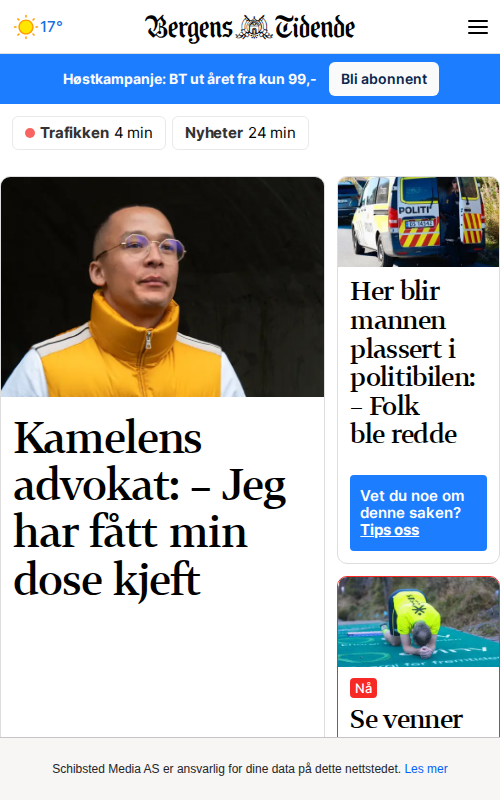 17°
Bergens Tidende
Høstkampanje: BT ut året fra kun 99,-
Bli abonnent
Trafikken 4 min
Nyheter 24 min
POLITI
Kamelens
advokat: – Jeg
har fått min
dose kjeft
Her blir
mannen
plassert i
politibilen:
– Folk
ble redde
Vet du noe om
denne saken?
Tips oss
Nå
Se venner
Schibsted Media AS er ansvarlig for dine data på dette nettstedet. Les mer